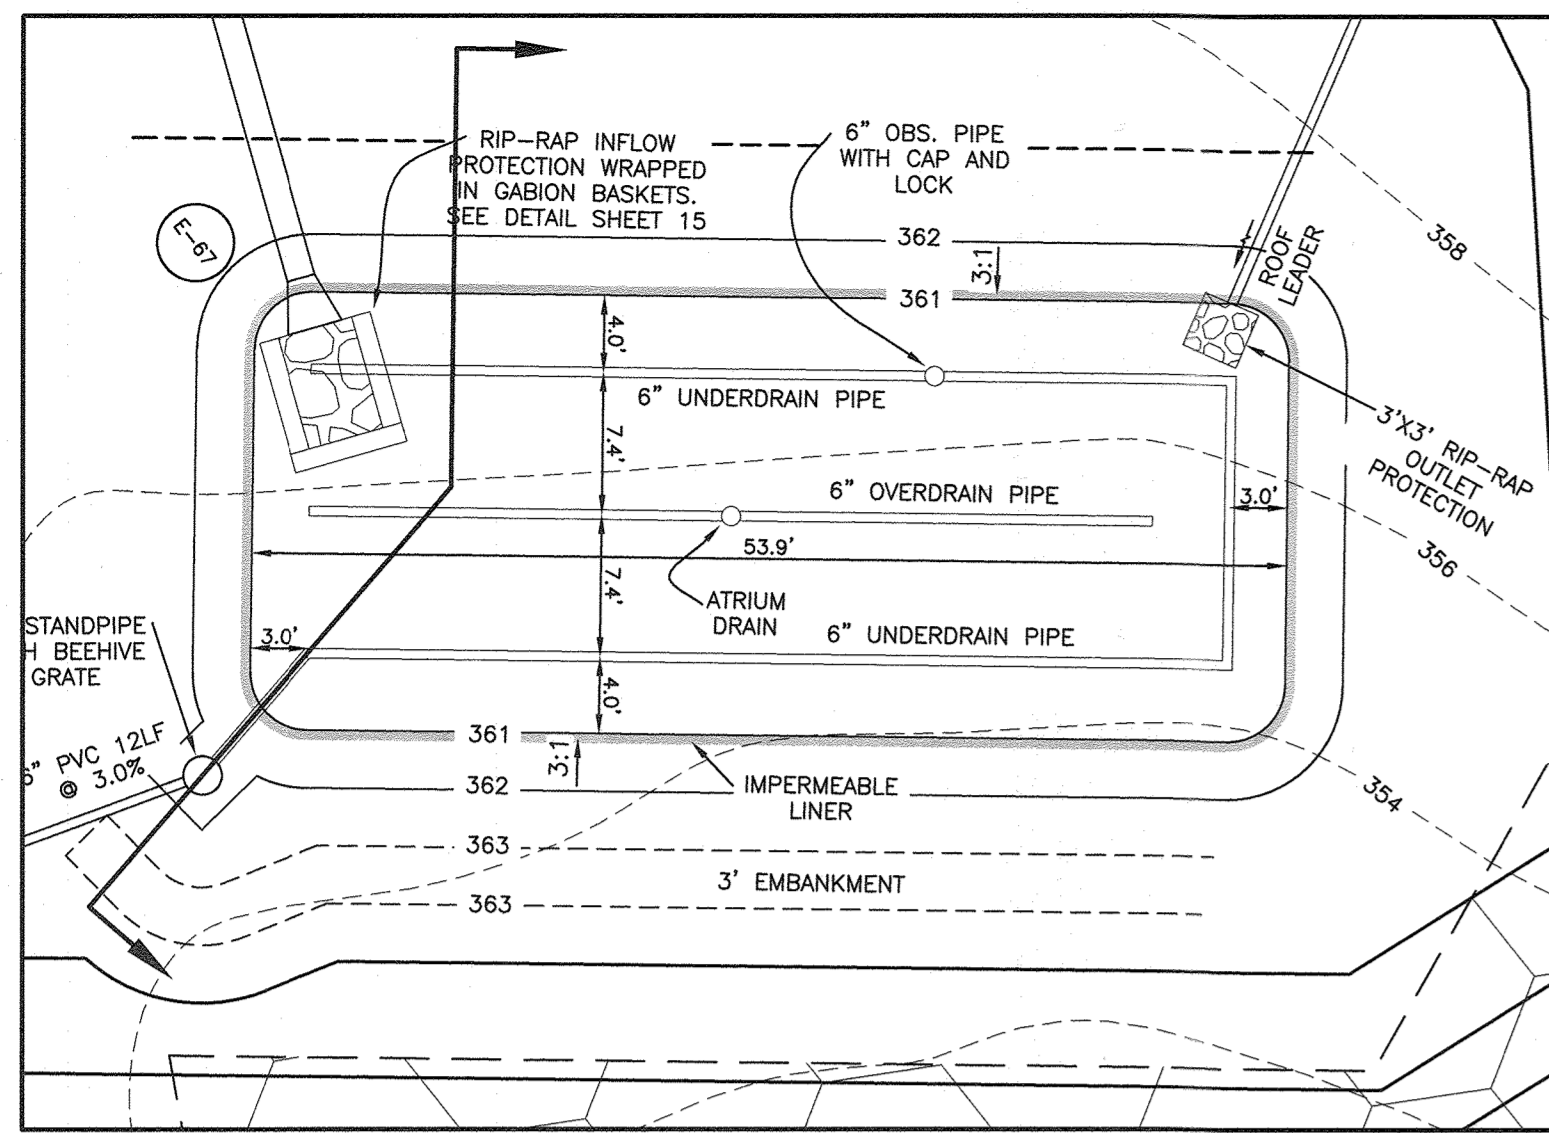 RIP-RAP INFLOW
PROTECTION WRAPPED
IN GABION BASKETS.
SEE DETAIL SHEET 15
6" OBS. PIPE
WITH CAP AND
LOCK
E-67
362
3:1
361
ROOF
LEADER
358
4.0'
6" UNDERDRAIN PIPE
7.4'
3'X3' RIP-RAP
OUTLET
PROTECTION
6" OVERDRAIN PIPE
3.0'
53.9'
356
7.4'
ATRIUM
DRAIN
6" UNDERDRAIN PIPE
STANDPIPE
H BEEHIVE
GRATE
3.0'
4.0'
361
3:1
6" PVC 12LF
@ 3.0%
362
IMPERMEABLE
LINER
354
363
3' EMBANKMENT
363